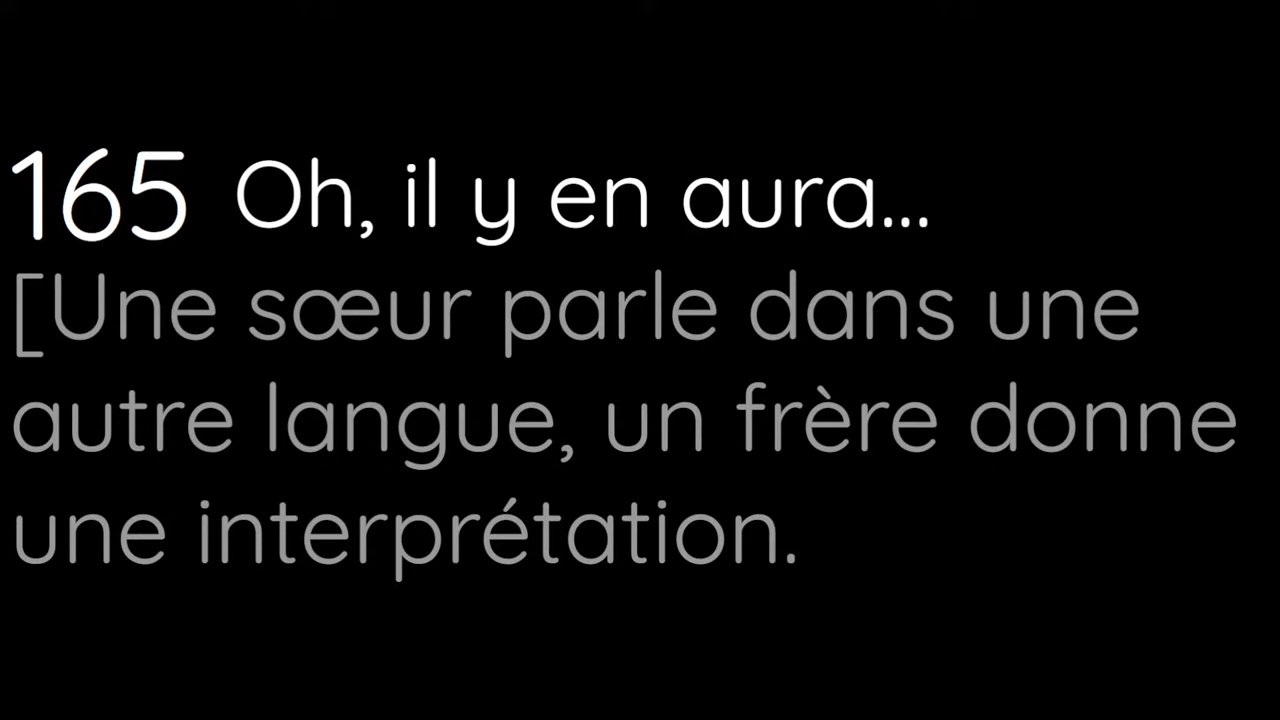 165 Oh, il y en aura...
[Une sœur parle dans une
autre langue, un frère donne
une interprétation.